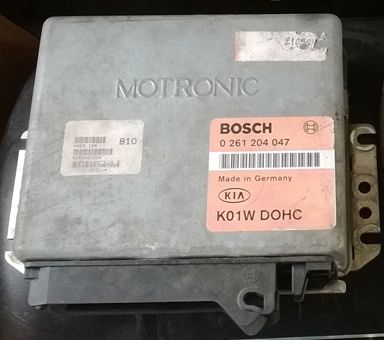 MOTRONIC
810
BOSCH
0 261 204 047
Made in Germany
KIA
K01W DOHC